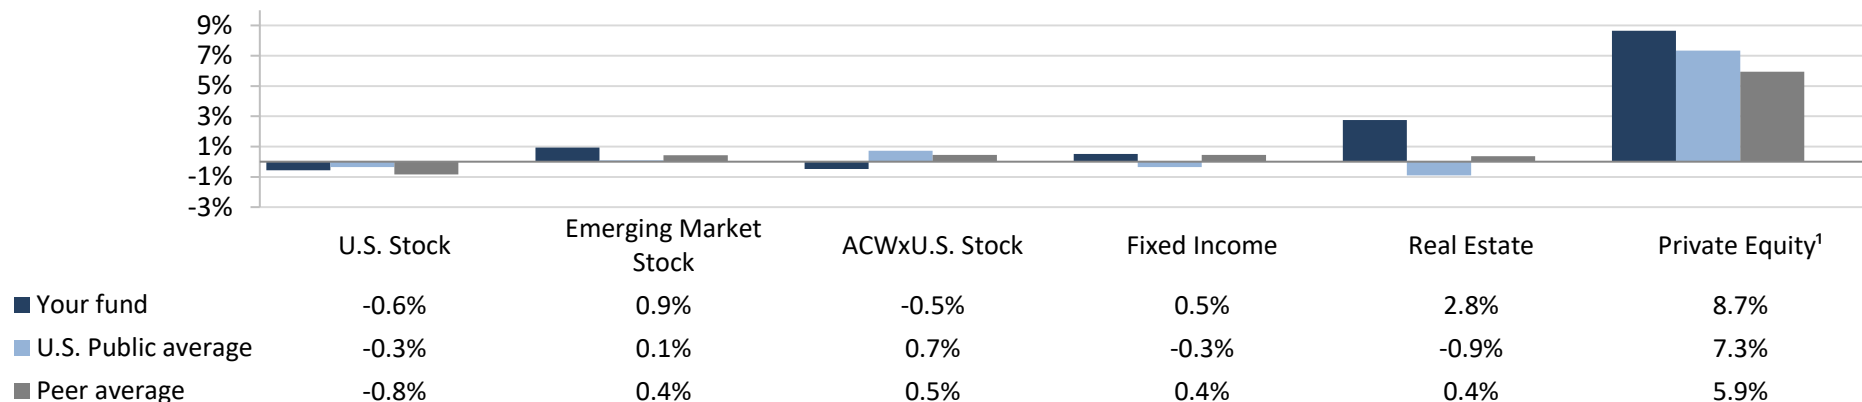 9%
7%
5%
3%
1%
-1%
-3%
U.S. Stock Emerging Market Stock ACWxU.S. Stock Fixed Income Real Estate Private Equity¹
Your fund -0.6% 0.9% -0.5% 0.5% 2.8% 8.7%
U.S. Public average -0.3% 0.1% 0.7% -0.3% -0.9% 7.3%
Peer average -0.8% 0.4% 0.5% 0.4% 0.4% 5.9%